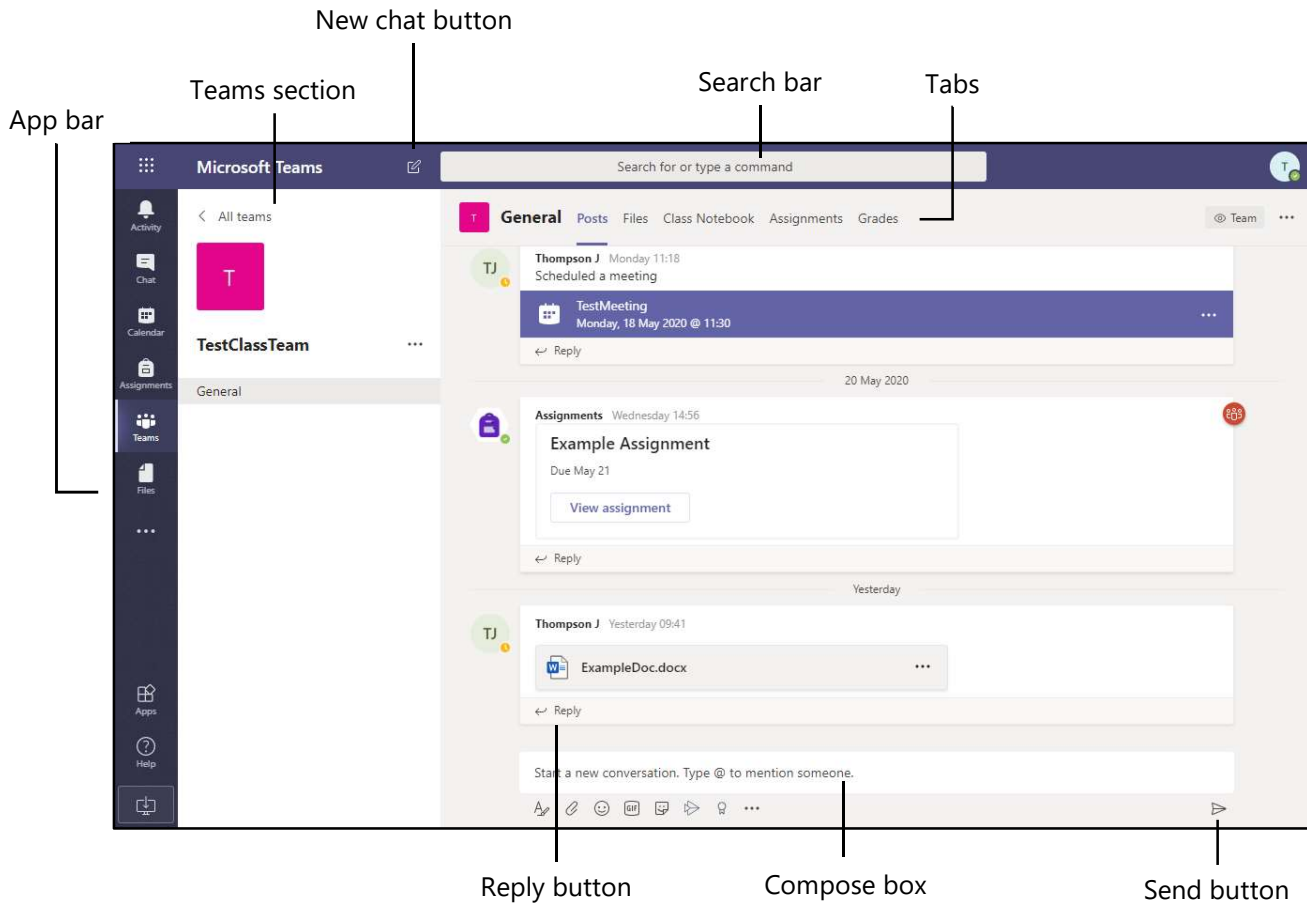 New chat button
Teams section
Search bar
Tabs
App bar
Microsoft Teams
Search for or type a command
T
Activity
Chat
Calendar
Assignments
Teams
Files
Apps
Help
All teams
T
TestClassTeam
General
T
General Posts Files Class Notebook Assignments Grades
Team
TJ
Thompson J Monday 11:18
Scheduled a meeting
TestMeeting
Monday, 18 May 2020 @ 11:30
Reply
20 May 2020
Assignments Wednesday 14:56
Example Assignment
Due May 21
View assignment
Reply
Yesterday
TJ
Thompson J Yesterday 09:41
W
ExampleDoc.docx
Reply
Start a new conversation. Type @ to mention someone.
GIF
Reply button
Compose box
Send button